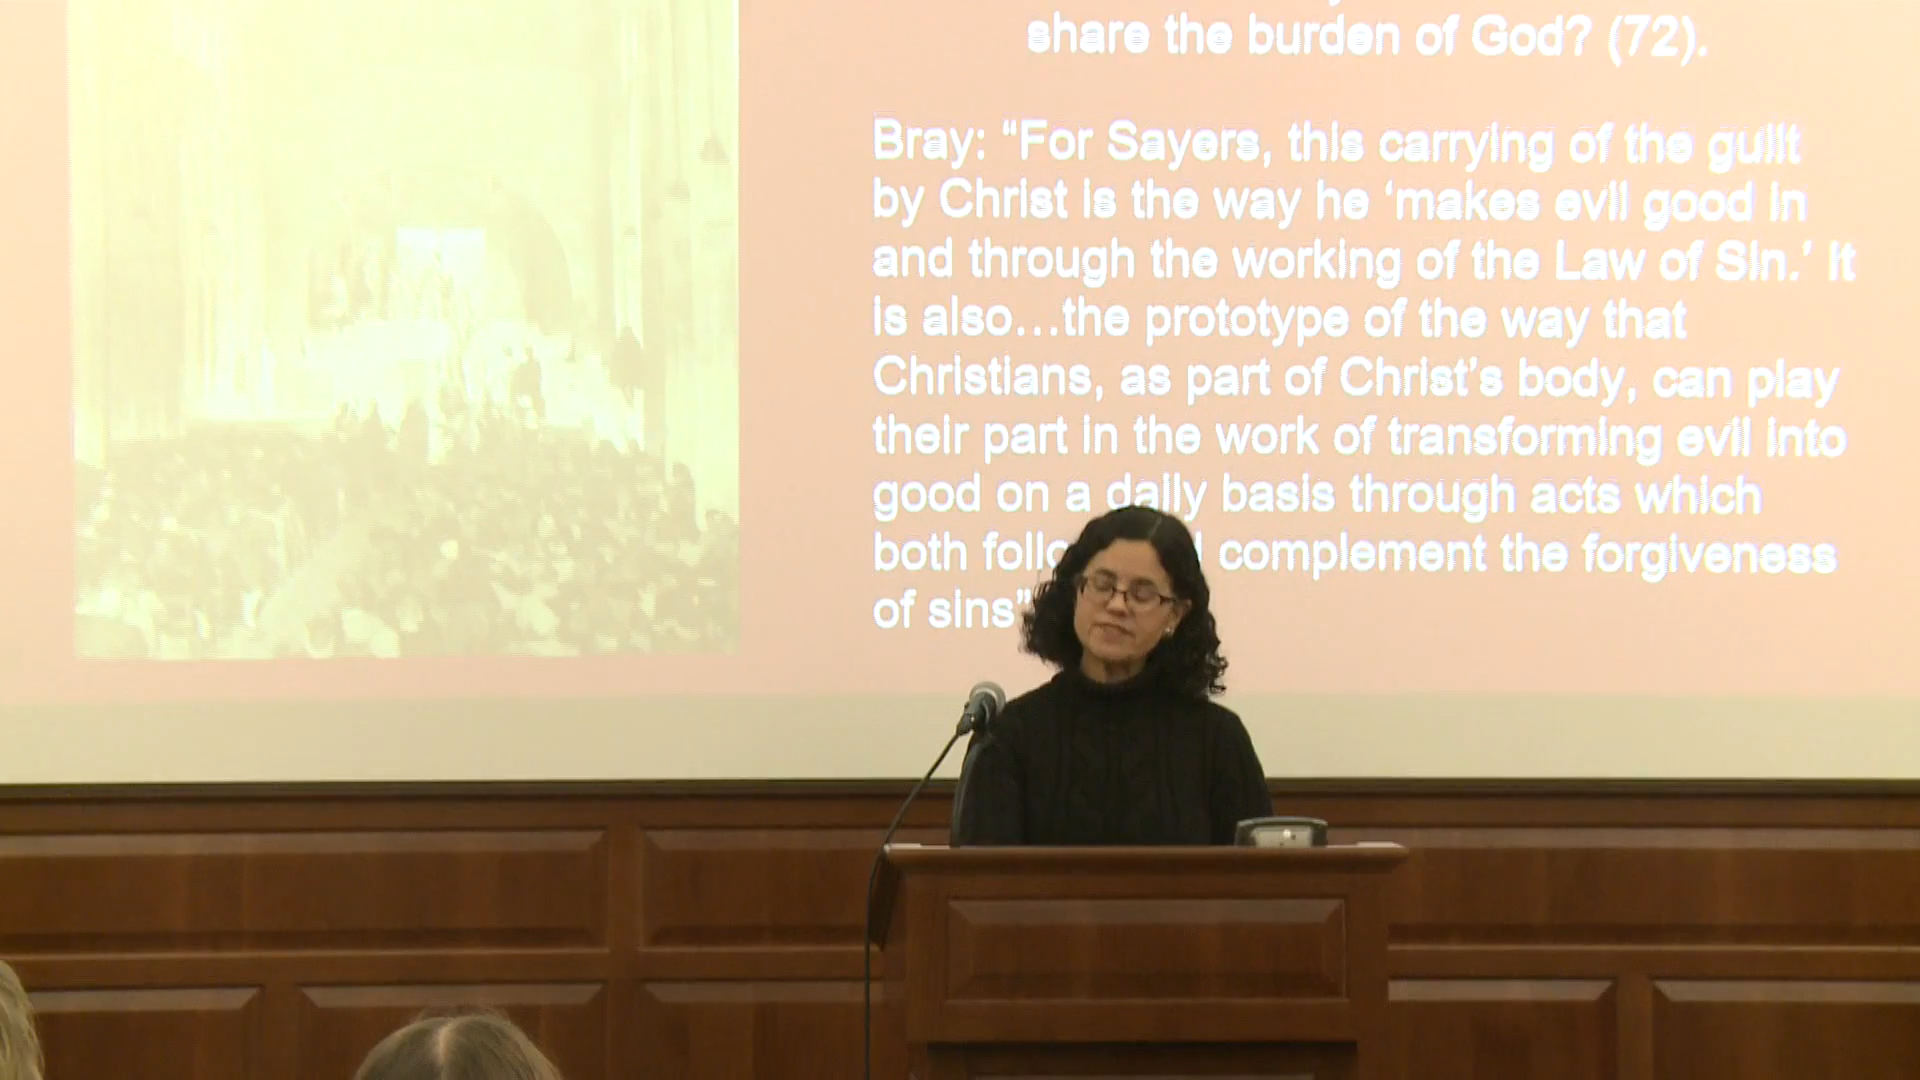 share the burden of God? (72).
Bray: “For Sayers, this carrying of the guilt
by Christ is the way he ‘makes evil good in
and through the working of the Law of Sin.’ It
is also…the prototype of the way that
Christians, as part of Christ’s body, can play
their part in the work of transforming evil into
good on a daily basis through acts which
both complement the forgiveness
of sins”